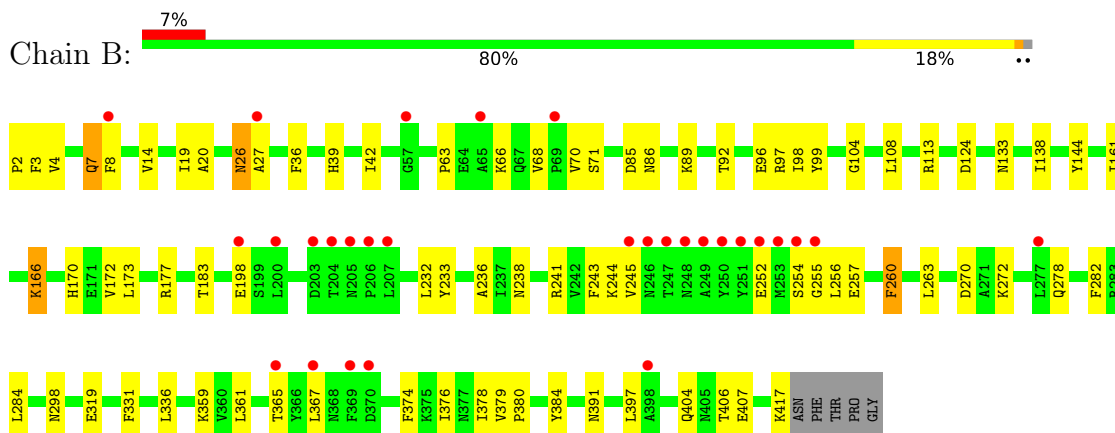 7%
Chain B:
80% 18% ••
P2 F3 V4 Q7 F8 V14 I19 A20 N26 A27 F36 H39 I42 G57 P63 E64 A65 K66 Q67 V68 P69 V70 S71 D85 N86 K89 T92 E96 R97 I98 Y99 G104 L108 R113 D124 N133 I138 Y144 I161
K166 H170 E171 V172 L173 R177 T183 E198 S199 L200 D203 T204 N205 P206 L207 L232 Y233 A236 I237 N238 R241 V242 F243 K244 V245 N246 T247 N248 A249 Y250 Y251 E252 M253 S254 G255 L256 E257 F260 L263 D270 A271 K272 L277 Q278 F282 R283
L284 N298 E319 F331 L336 K359 V360 L361 T365 Y366 L367 N368 F369 D370 F374 K375 I376 N377 I378 V379 P380 Y384 N391 L397 A398 Q404 N405 T406 E407 K417 ASN PHE THR PRO GLY